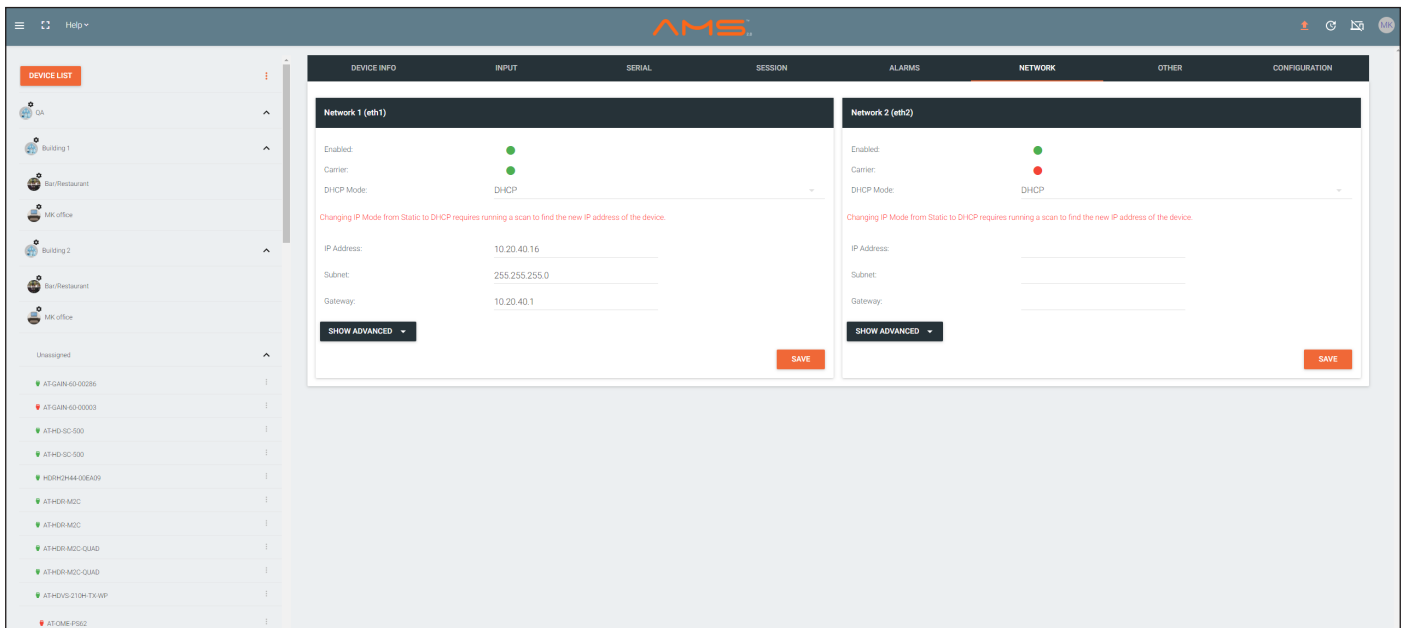 Help
AMS
MK
DEVICE LIST
QA
Building 1
Bar/Restaurant
MK office
Building 2
Bar/Restaurant
MK office
Unassigned
AT-GAIN-60-00286
AT-GAIN-60-00003
AT-HD-SC-500
AT-HD-SC-500
HDRH2H44-00EA09
AT-HDR-M2C
AT-HDR-M2C
AT-HDR-M2C-QUAD
AT-HDR-M2C-QUAD
AT-HDVS-210H-TX-WP
AT-OME-PS62
DEVICE INFO INPUT SERIAL SESSION ALARMS NETWORK OTHER CONFIGURATION
Network 1 (eth1)
Enabled:
Carrier:
DHCP Mode: DHCP
Changing IP Mode from Static to DHCP requires running a scan to find the new IP address of the device.
IP Address: 10.20.40.16
Subnet: 255.255.255.0
Gateway: 10.20.40.1
SHOW ADVANCED
SAVE
Network 2 (eth2)
Enabled:
Carrier:
DHCP Mode: DHCP
Changing IP Mode from Static to DHCP requires running a scan to find the new IP address of the device.
IP Address:
Subnet:
Gateway:
SHOW ADVANCED
SAVE